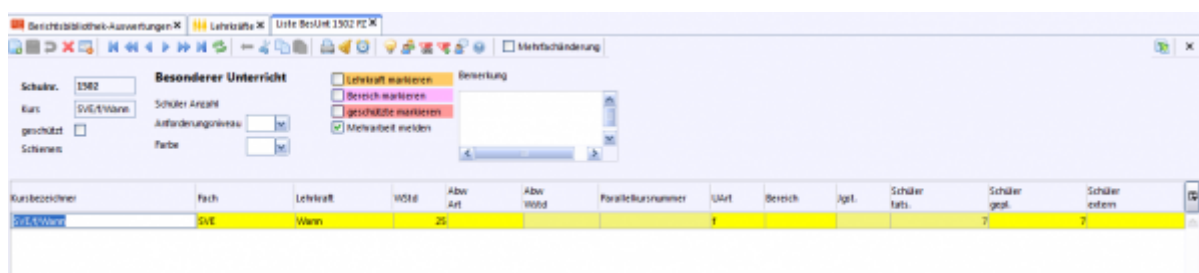 Berichtsbibliothek-Auswertungen Lehrkräfte Liste BesUnt 1502 FZ
Mehrfachänderung
Schulnr. 1502 Besonderer Unterricht Lehrkraft markieren Bemerkung
Kurs SVE/f/Wann Schüler Anzahl Bereich markieren
geschützt Anforderungsniveau geschützte markieren
Schienen: Farbe Mehrarbeit melden
Kursbezeichner Fach Lehrkraft WStd Abw Art Abw WStd Parallelkursnummer UArt Bereich Jgst. Schüler tats. Schüler gepl. Schüler extern
SVE/f/Wann SVE Wann 25 f 7 7